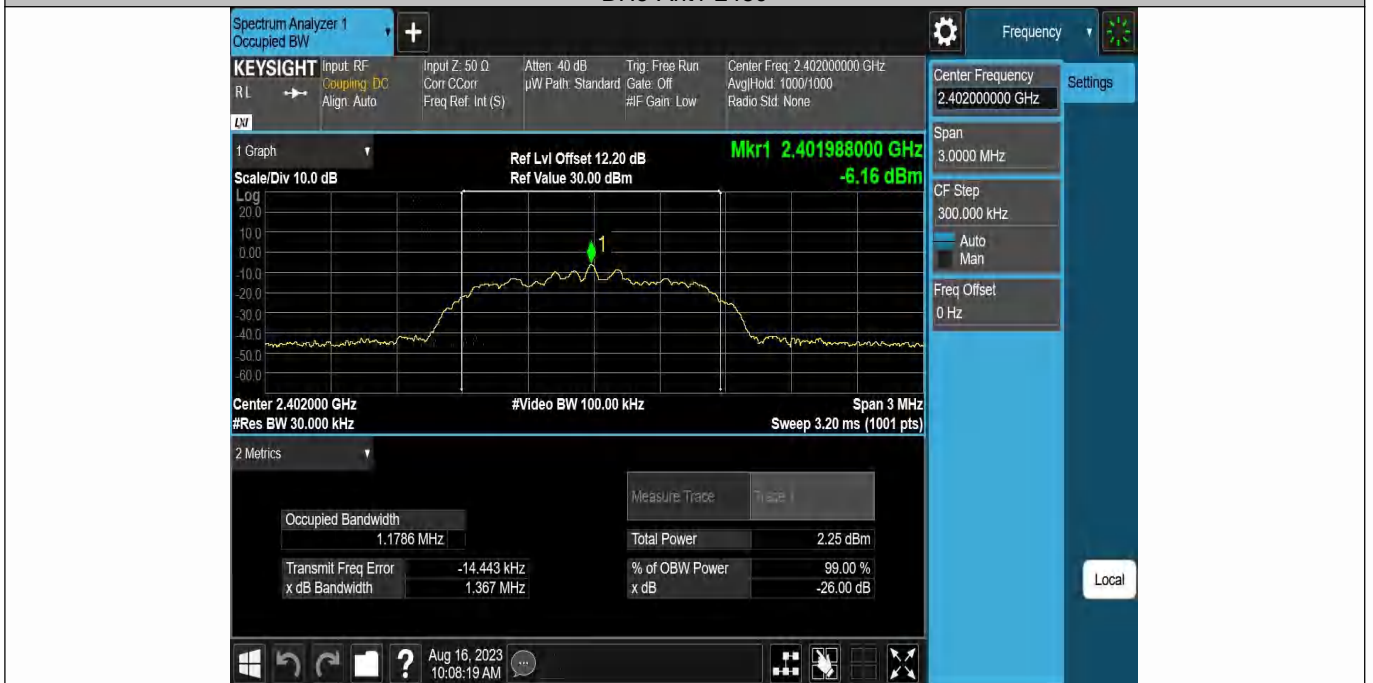 Spectrum Analyzer 1
Occupied BW
+
Frequency
KEYSIGHT
R L
LXI
Input: RF
Coupling: DC
Align: Auto
Input Z: 50 Ω
Corr CCorr
Freq Ref: Int (S)
Atten: 40 dB
µW Path: Standard
Trig: Free Run
Gate: Off
#IF Gain: Low
Center Freq: 2.402000000 GHz
Avg|Hold: 1000/1000
Radio Std: None
Center Frequency
2.402000000 GHz
Settings
Span
3.0000 MHz
CF Step
300.000 kHz
Auto
Man
Freq Offset
0 Hz
Local
1 Graph
Scale/Div 10.0 dB
Ref Lvl Offset 12.20 dB
Ref Value 30.00 dBm
Mkr1 2.401988000 GHz
-6.16 dBm
Log
20.0
10.0
0.00
-10.0
-20.0
-30.0
-40.0
-50.0
-60.0
1
Center 2.402000 GHz
#Video BW 100.00 kHz
Span 3 MHz
#Res BW 30.000 kHz
Sweep 3.20 ms (1001 pts)
2 Metrics
Measure Trace
Trace 1
Occupied Bandwidth
1.1786 MHz
Total Power
2.25 dBm
Transmit Freq Error
-14.443 kHz
% of OBW Power
99.00 %
x dB Bandwidth
1.367 MHz
x dB
-26.00 dB
?
Aug 16, 2023
10:08:19 AM